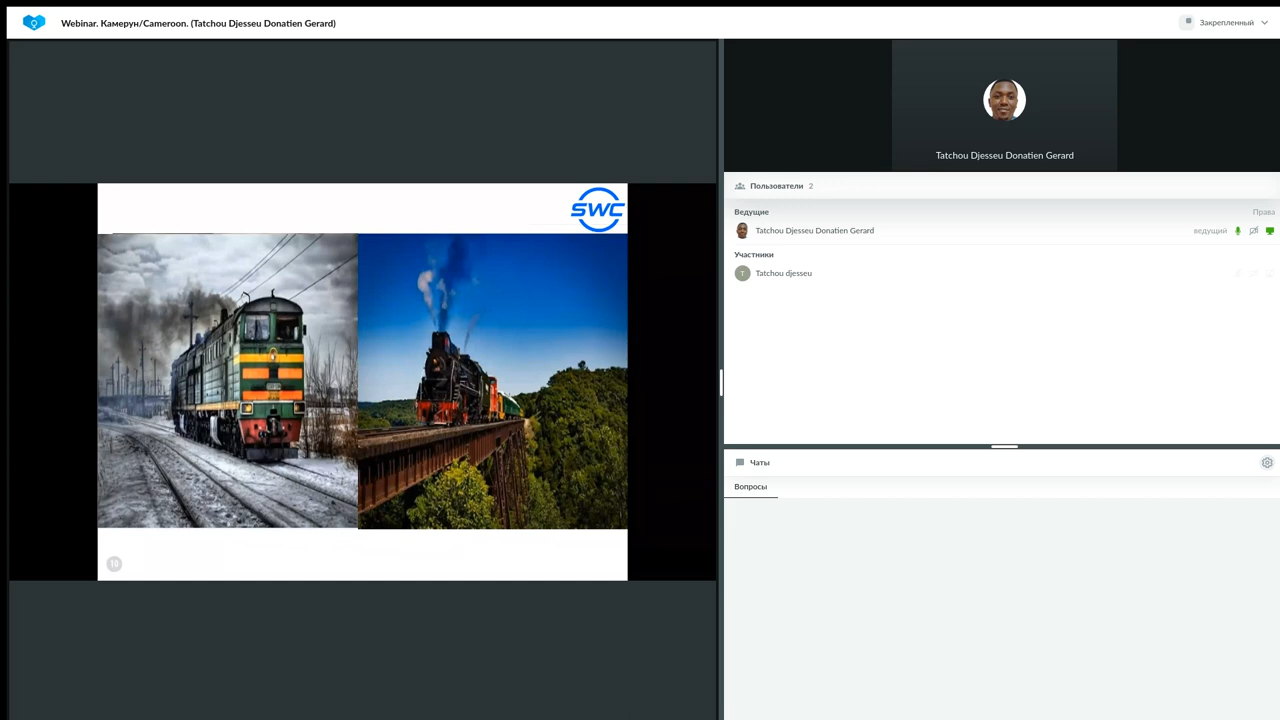 Webinar. Камерун/Cameroon. (Tatchou Djesseu Donatien Gerard)
Закрепленный
SWC
18
Tatchou Djesseu Donatien Gerard
Пользователи 2
Ведущие Права
Tatchou Djesseu Donatien Gerard ведущий
Участники
T Tatchou djesseu
Чаты
Вопросы